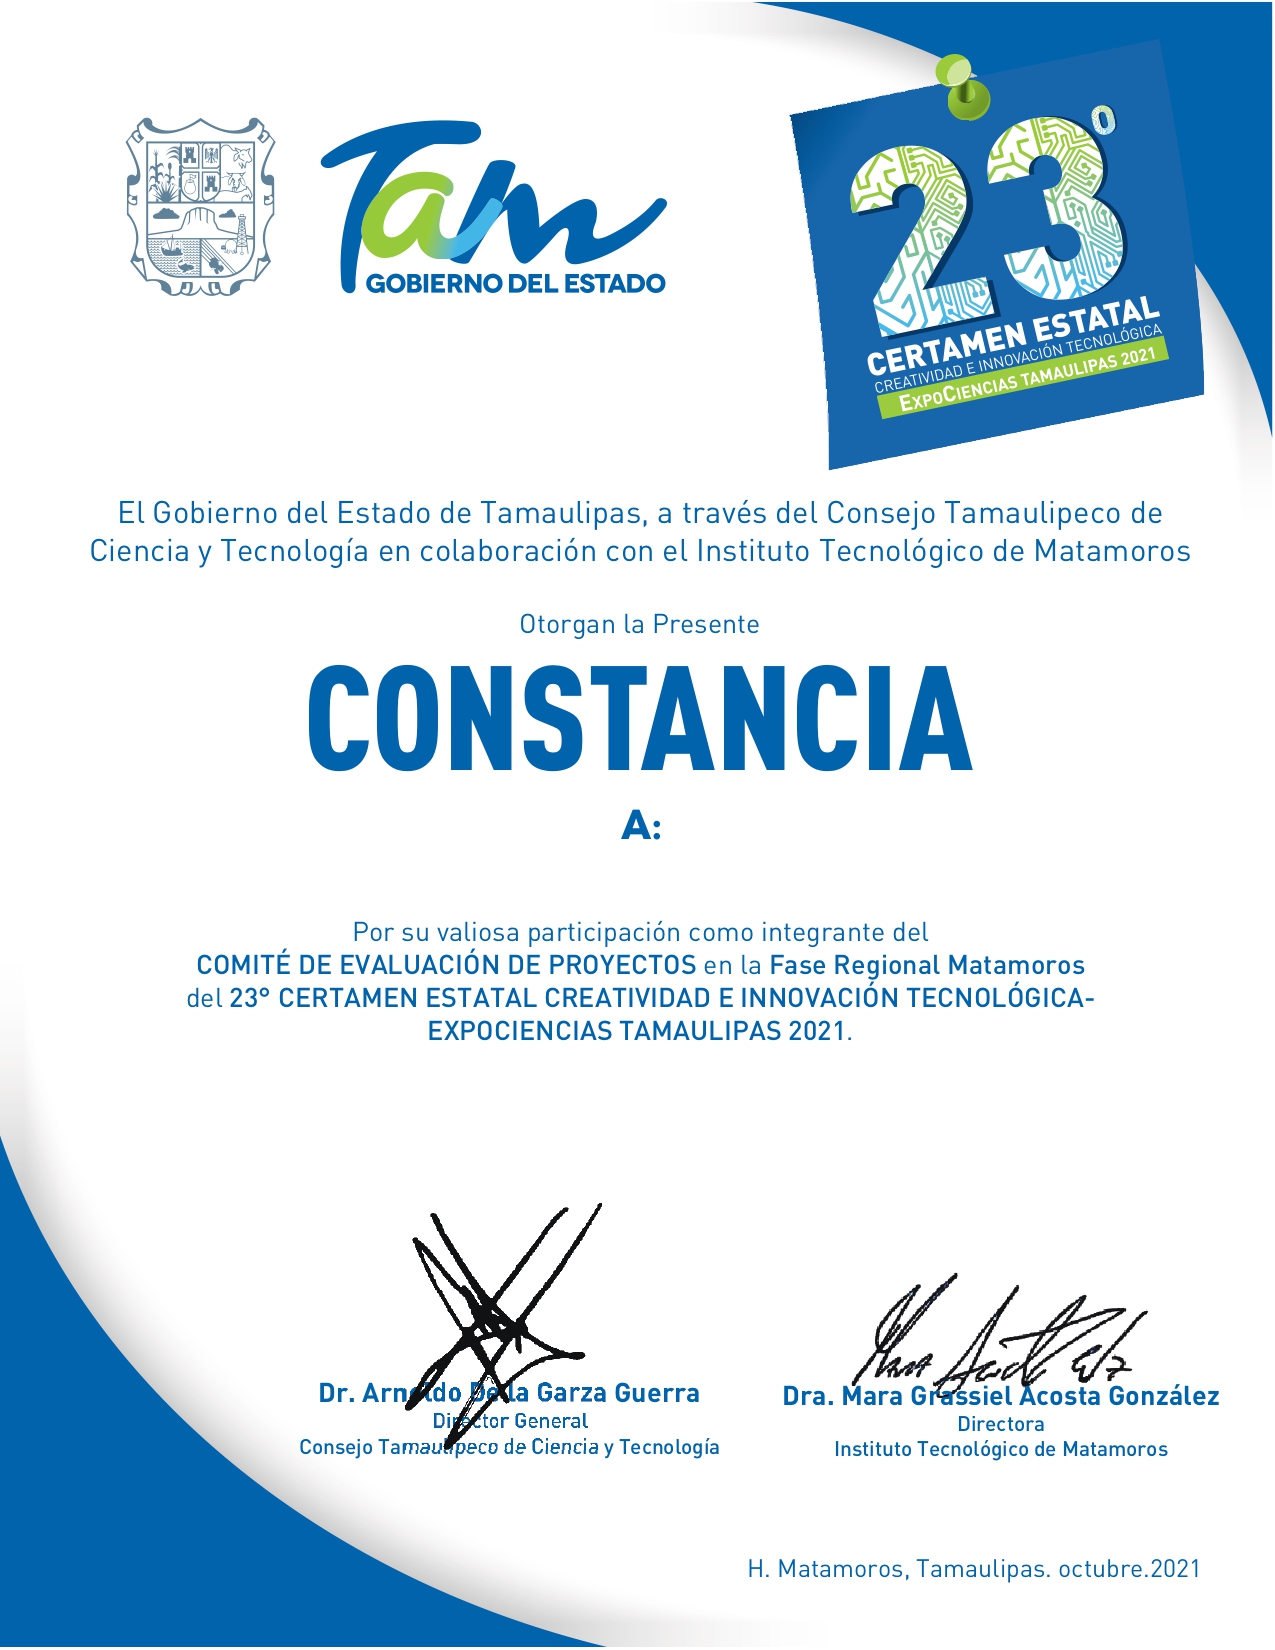 Tam
GOBIERNO DEL ESTADO
23º
CERTAMEN ESTATAL
CREATIVIDAD E INNOVACIÓN TECNOLÓGICA
EXPOCIENCIAS TAMAULIPAS 2021
El Gobierno del Estado de Tamaulipas, a través del Consejo Tamaulipeco de
Ciencia y Tecnología en colaboración con el Instituto Tecnológico de Matamoros
Otorgan la Presente
CONSTANCIA
A:
Por su valiosa participación como integrante del
COMITÉ DE EVALUACIÓN DE PROYECTOS en la Fase Regional Matamoros
del 23° CERTAMEN ESTATAL CREATIVIDAD E INNOVACIÓN TECNOLÓGICA-
EXPOCIENCIAS TAMAULIPAS 2021.
Dr. Arnoldo De la Garza Guerra
Director General
Consejo Tamaulipeco de Ciencia y Tecnología
Dra. Mara Grassiel Acosta González
Directora
Instituto Tecnológico de Matamoros
H. Matamoros, Tamaulipas. octubre.2021